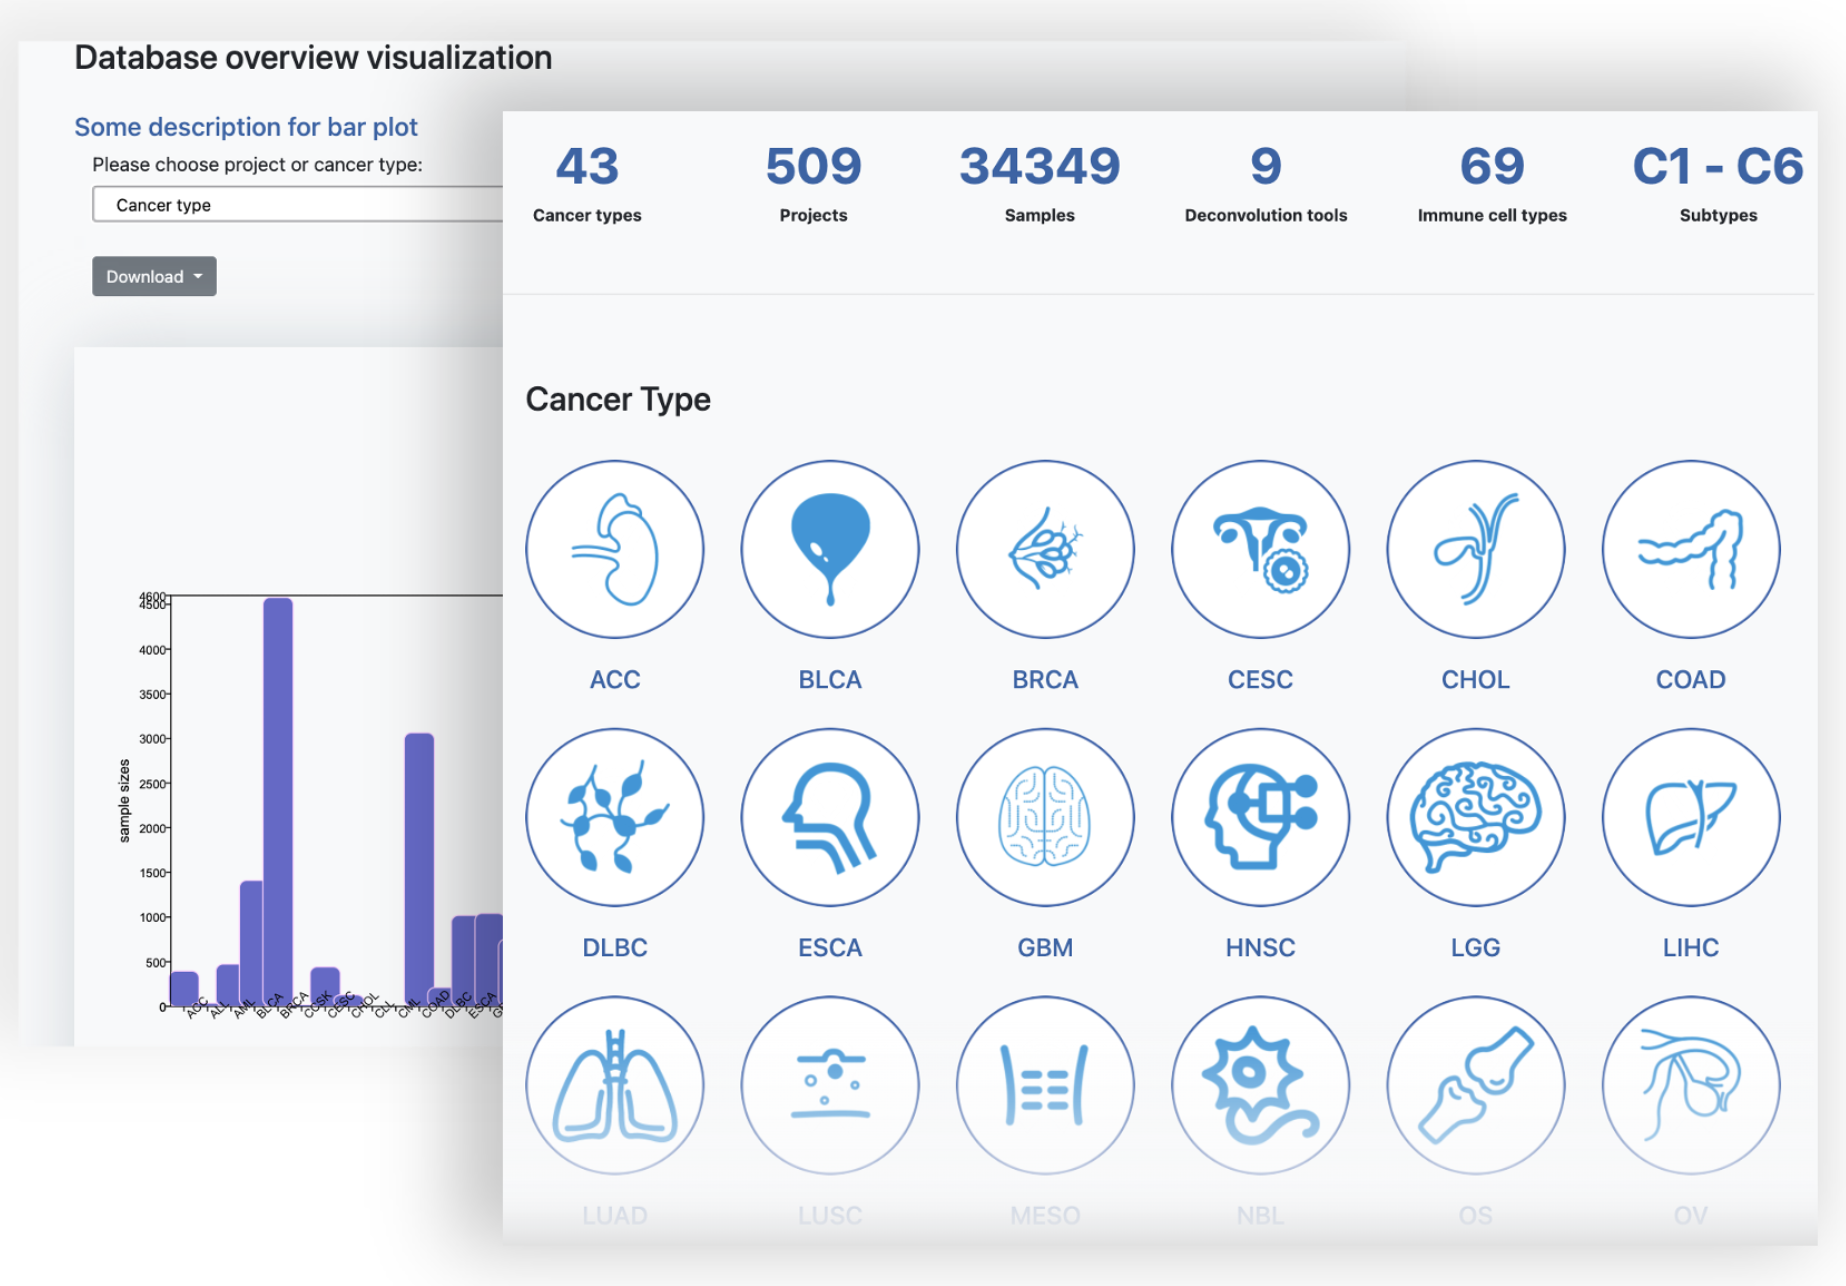 Database overview visualization
Some description for bar plot
Please choose project or cancer type:
Cancer type
Download
4600
4500
4000
3500
3000
2500
2000
1500
1000
500
0
sample sizes
ACC
ALL
AML
BLCA
BRCA
CCSK
CESC
CHOL
CLL
CML
COAD
DLBC
ESCA
43 509 34349 9 69 C1 - C6
Cancer types Projects Samples Deconvolution tools Immune cell types Subtypes
Cancer Type
ACC BLCA BRCA CESC CHOL COAD
DLBC ESCA GBM HNSC LGG LIHC
LUAD LUSC MESO NBL OS OV